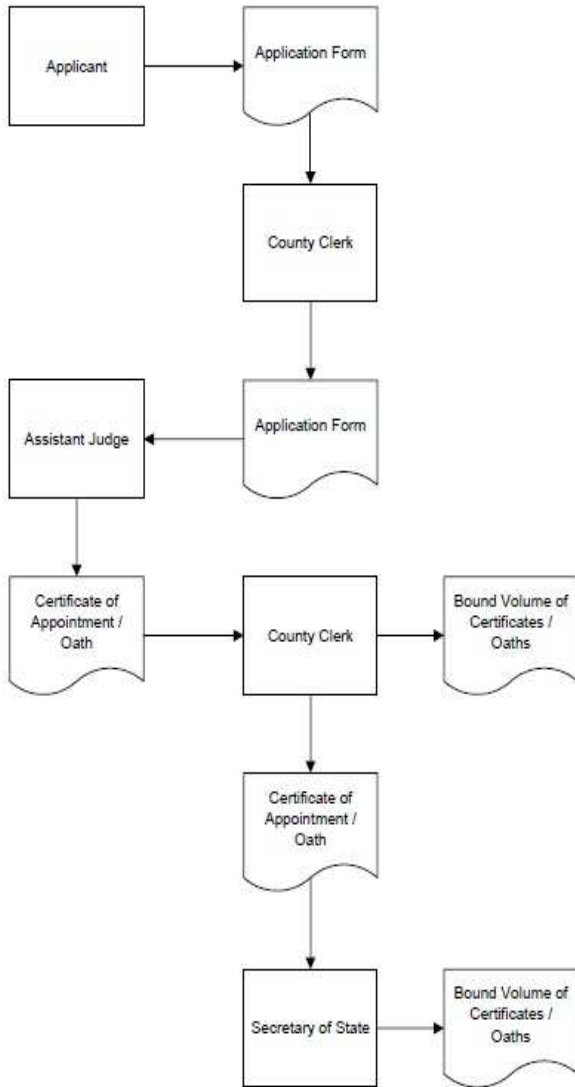 Applicant
Application Form
County Clerk
Assistant Judge
Application Form
Certificate of
Appointment /
Oath
County Clerk
Bound Volume of
Certificates /
Oaths
Certificate of
Appointment /
Oath
Secretary of State
Bound Volume of
Certificates /
Oaths